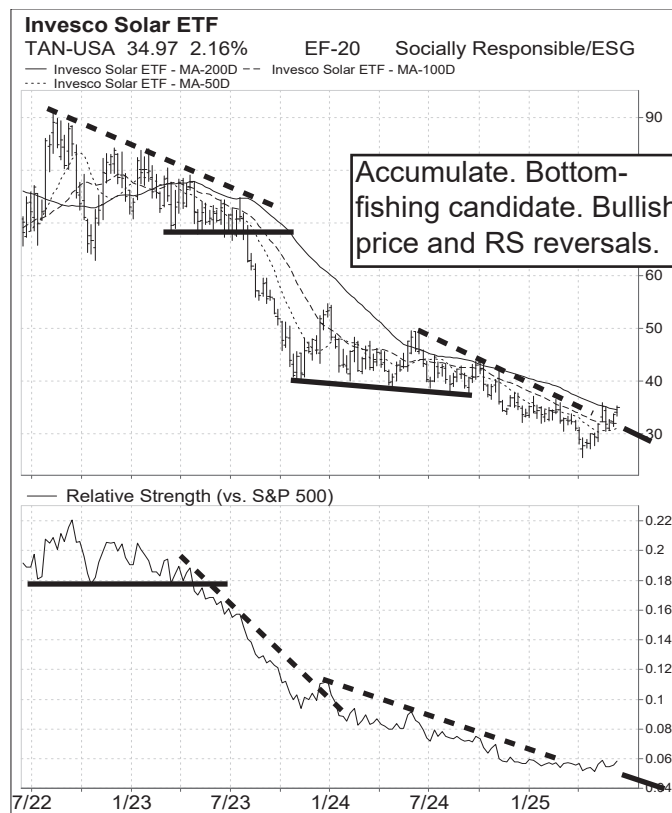 Invesco Solar ETF
TAN-USA 34.97 2.16% EF-20 Socially Responsible/ESG
Invesco Solar ETF - MA-200D Invesco Solar ETF - MA-100D
Invesco Solar ETF - MA-50D
90
Accumulate. Bottom-
fishing candidate. Bullish
price and RS reversals.
60
50
40
30
Relative Strength (vs. S&P 500)
0.22
0.2
0.18
0.16
0.14
0.12
0.1
0.08
0.06
0.04
7/22 1/23 7/23 1/24 7/24 1/25